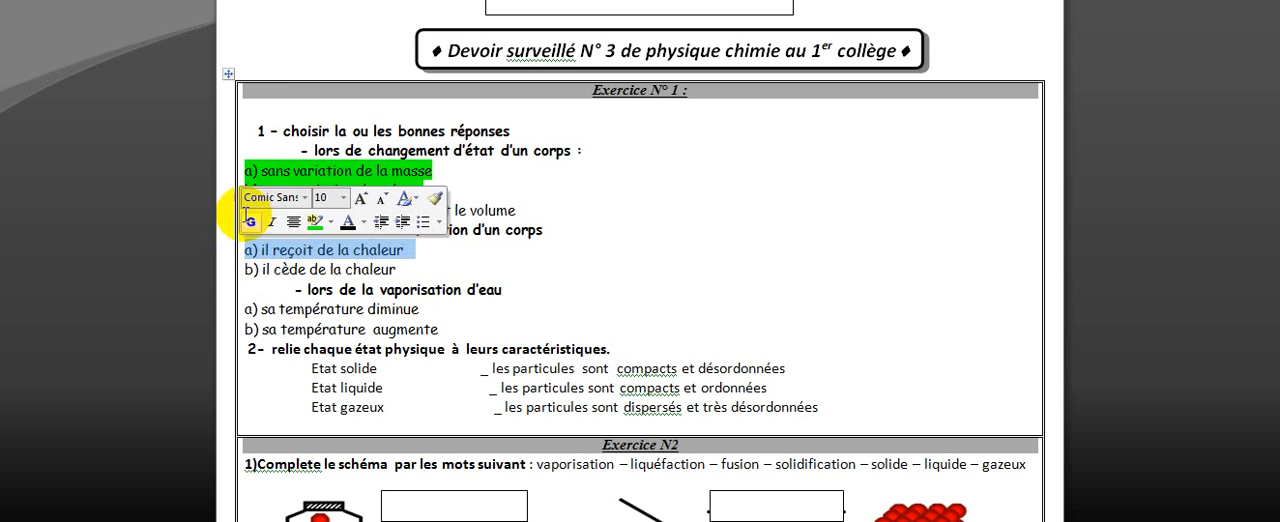 ♦ Devoir surveillé N° 3 de physique chimie au 1er collège ♦
Exercice N° 1 :
1 – choisir la ou les bonnes réponses
– lors de changement d'état d'un corps :
a) sans variation de la masse
Comic Sans 10
le volume
G I
ion d'un corps
a) il reçoit de la chaleur
b) il cède de la chaleur
– lors de la vaporisation d'eau
a) sa température diminue
b) sa température augmente
2- relie chaque état physique à leurs caractéristiques.
Etat solide _ les particules sont compacts et désordonnées
Etat liquide _ les particules sont compacts et ordonnées
Etat gazeux _ les particules sont dispersés et très désordonnées
Exercice N2
1)Complete le schéma par les mots suivant : vaporisation – liquéfaction – fusion – solidification – solide – liquide – gazeux